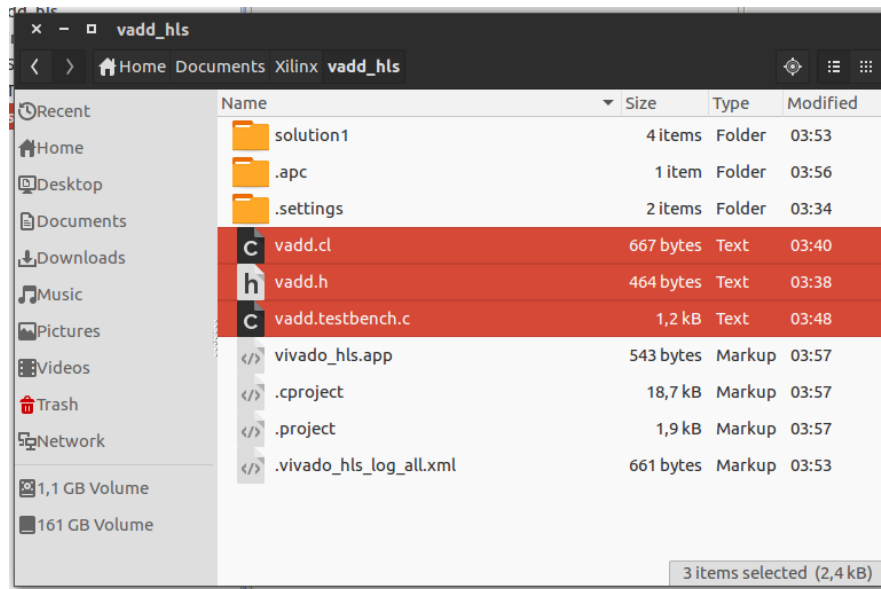 vadd_hls
Home Documents Xilinx vadd_hls
Recent
Home
Desktop
Documents
Downloads
Music
Pictures
Videos
Trash
Network
1,1 GB Volume
161 GB Volume
Name Size Type Modified
solution1 4 items Folder 03:53
.apc 1 item Folder 03:56
.settings 2 items Folder 03:34
vadd.cl 667 bytes Text 03:40
vadd.h 464 bytes Text 03:38
vadd.testbench.c 1,2 kB Text 03:48
vivado_hls.app 543 bytes Markup 03:57
.cproject 18,7 kB Markup 03:57
.project 1,9 kB Markup 03:57
.vivado_hls_log_all.xml 661 bytes Markup 03:53
3 items selected (2,4 kB)